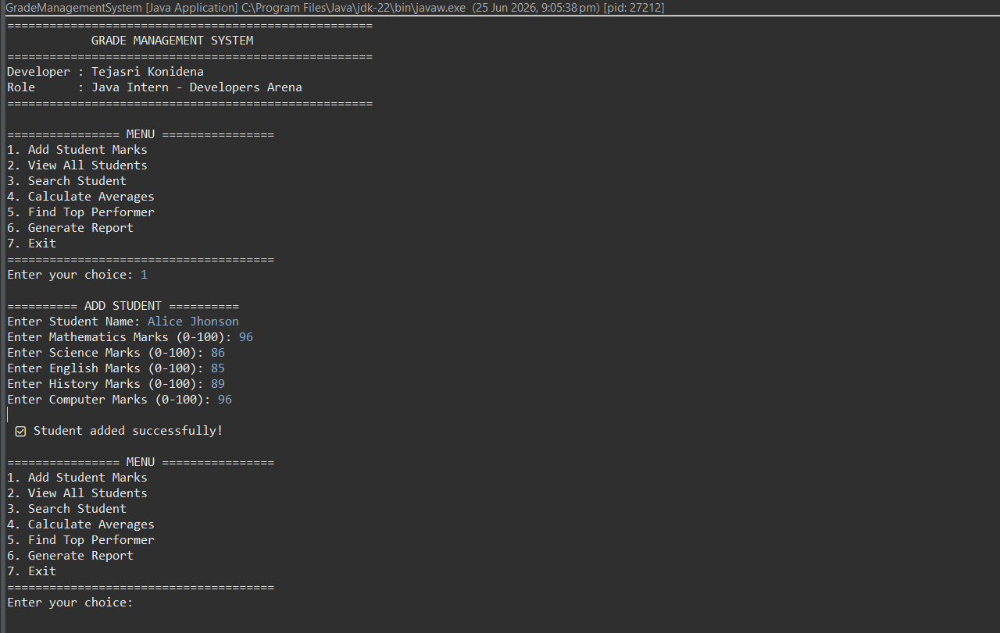 GradeManagementSystem [Java Application] C:\Program Files\Java\jdk-22\bin\javaw.exe (25 Jun 2026, 9:05:38 pm) [pid: 27212]
====================================================
GRADE MANAGEMENT SYSTEM
====================================================
Developer : Tejasri Konidena
Role      : Java Intern - Developers Arena
====================================================
================ MENU ================
1. Add Student Marks
2. View All Students
3. Search Student
4. Calculate Averages
5. Find Top Performer
6. Generate Report
7. Exit
======================================
Enter your choice: 1
========== ADD STUDENT ==========
Enter Student Name: Alice Jhonson
Enter Mathematics Marks (0-100): 96
Enter Science Marks (0-100): 86
Enter English Marks (0-100): 85
Enter History Marks (0-100): 89
Enter Computer Marks (0-100): 96
☑ Student added successfully!
================ MENU ================
1. Add Student Marks
2. View All Students
3. Search Student
4. Calculate Averages
5. Find Top Performer
6. Generate Report
7. Exit
======================================
Enter your choice: